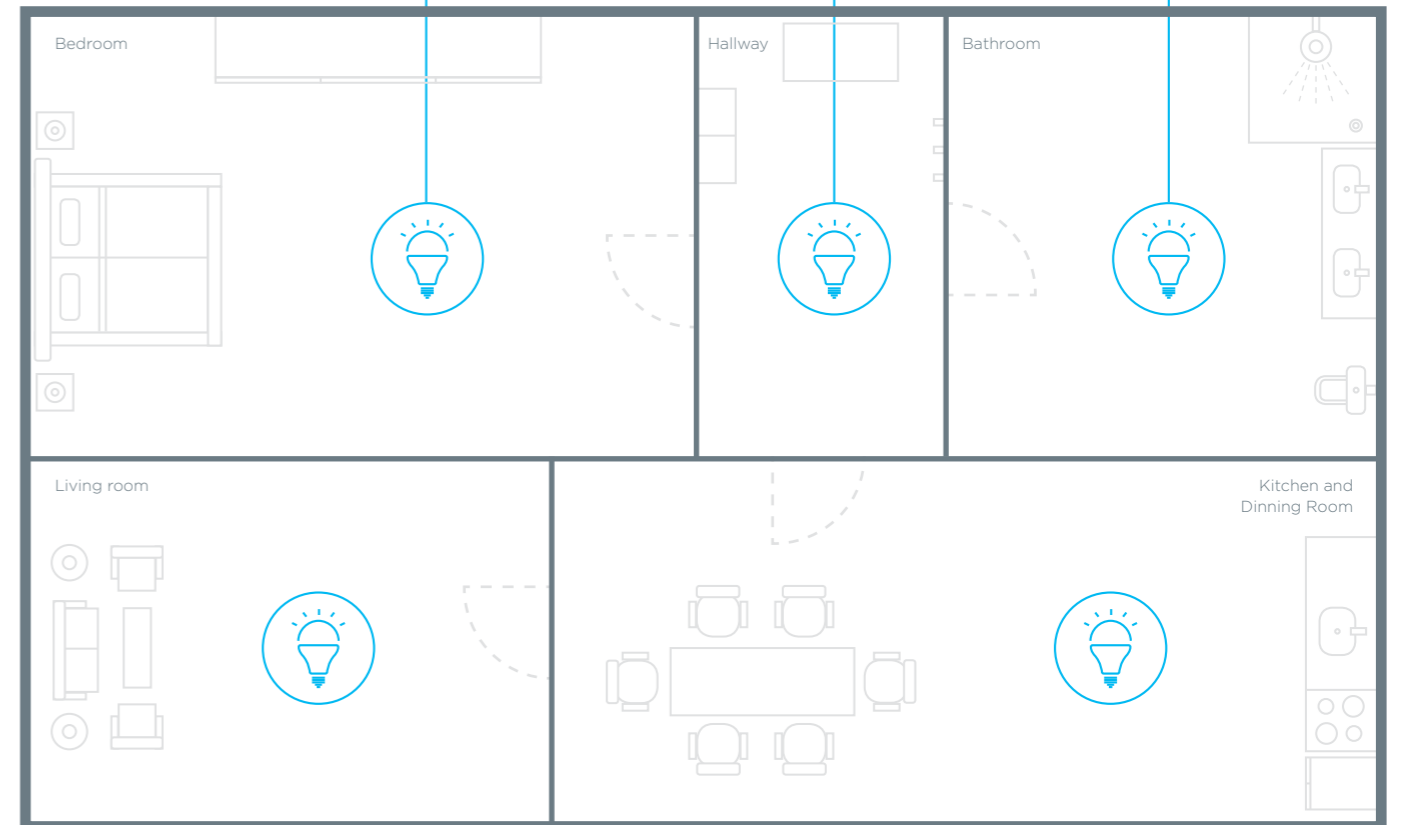 Bedroom
Hallway
Bathroom
Living room
Kitchen and
Dinning Room